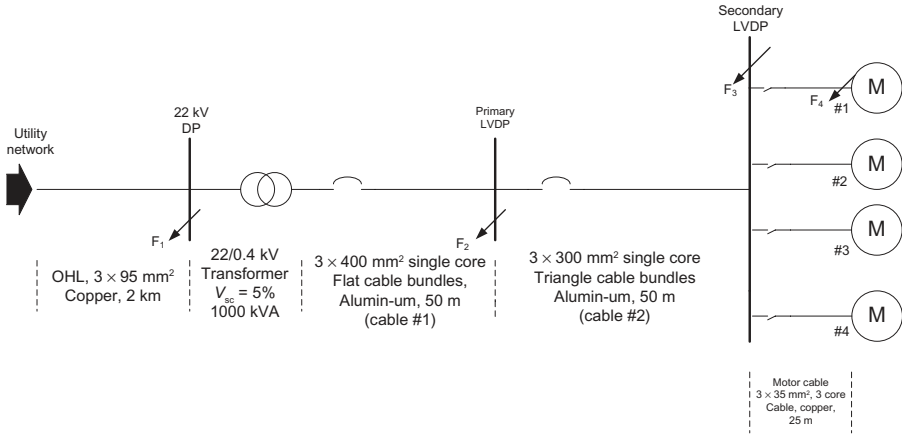 Secondary
LVDP
F3
F4
M
#1
22 kV
DP
Primary
LVDP
Utility
network
M
#2
M
#3
F1
F2
OHL, 3 × 95 mm²
Copper, 2 km
22/0.4 kV
Transformer
Vsc = 5%
1000 kVA
3 × 400 mm² single core
Flat cable bundles,
Alumin-um, 50 m
(cable #1)
3 × 300 mm² single core
Triangle cable bundles
Alumin-um, 50 m
(cable #2)
M
#4
Motor cable
3 × 35 mm², 3 core
Cable, copper,
25 m